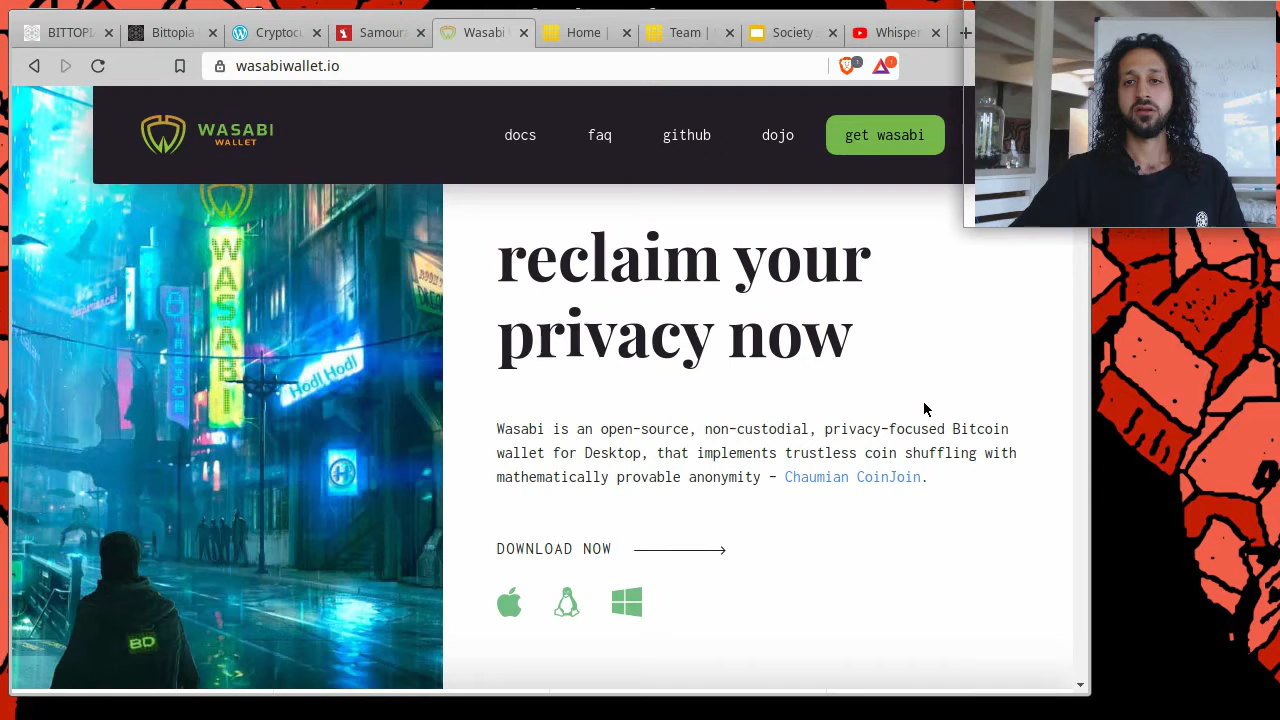 BITTOPI
Bittopia
Cryptocu
Samoura
Wasabi
Home |
Team |
Society
Whisper
wasabiwallet.io
WASABI
WALLET
docs
faq
github
dojo
get wasabi
WASABI
Hodl Hodl
H
BD
reclaim your
privacy now
Wasabi is an open-source, non-custodial, privacy-focused Bitcoin
wallet for Desktop, that implements trustless coin shuffling with
mathematically provable anonymity – Chaumian CoinJoin.
DOWNLOAD NOW